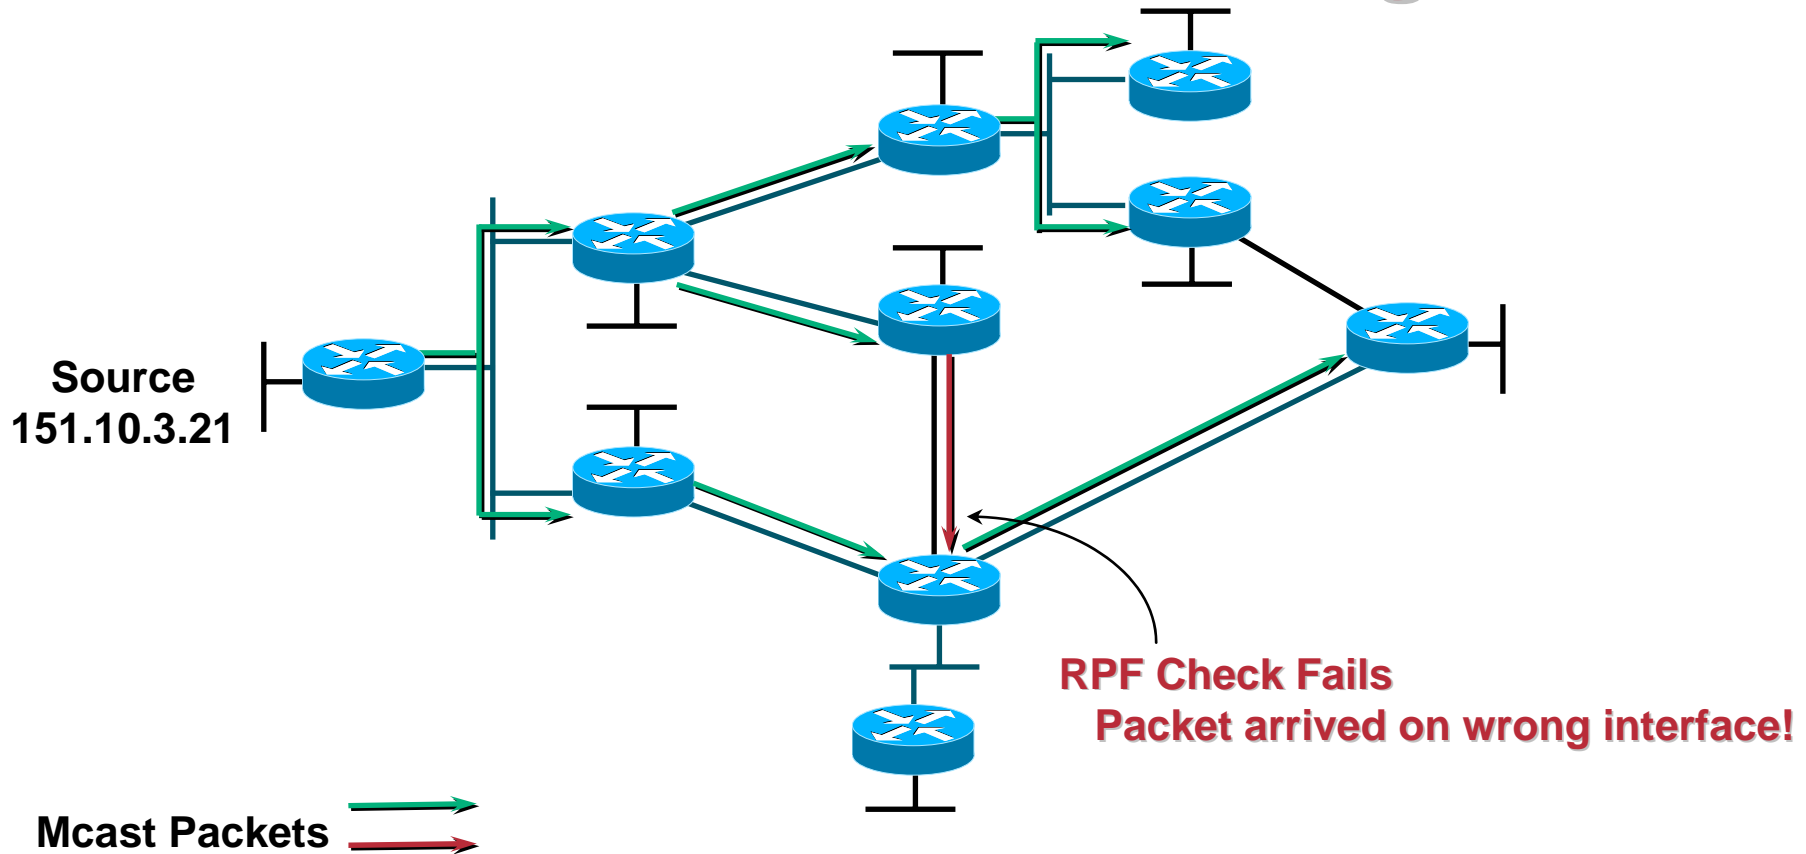 Source
151.10.3.21
RPF Check Fails
Packet arrived on wrong interface!
Mcast Packets